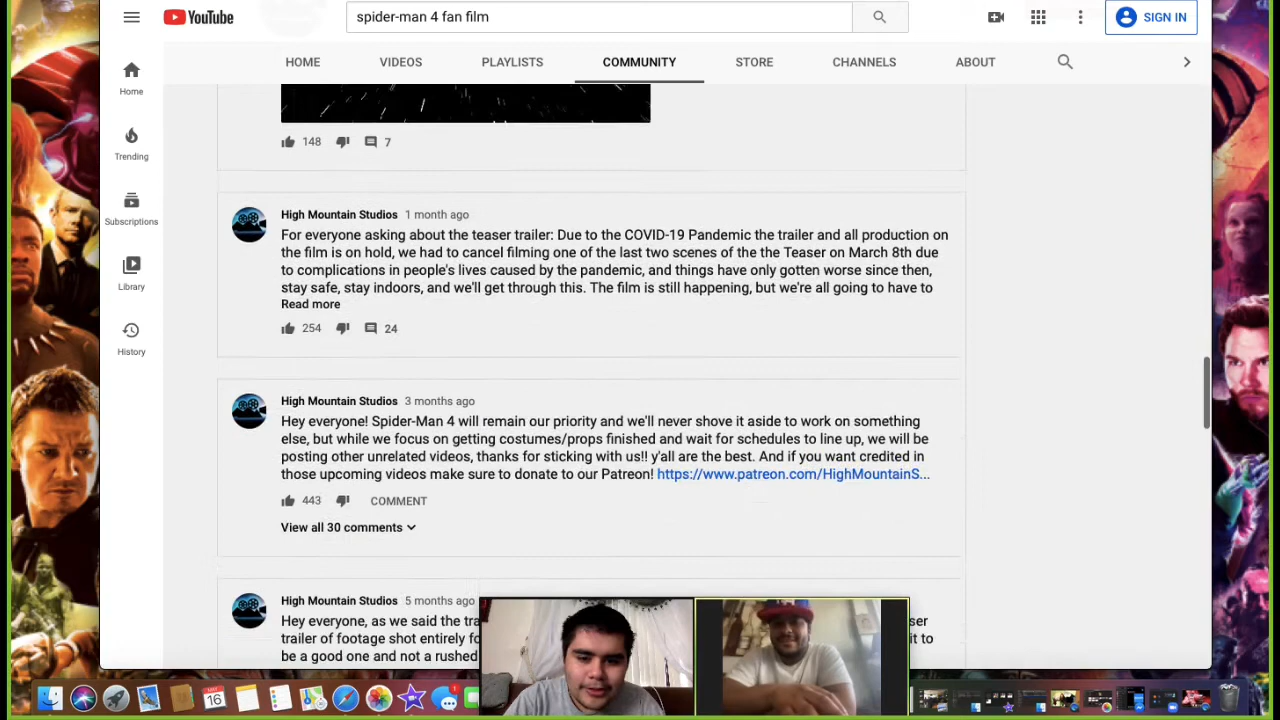 YouTube
spider-man 4 fan film
SIGN IN
HOME
VIDEOS
PLAYLISTS
COMMUNITY
STORE
CHANNELS
ABOUT
Home
Trending
Subscriptions
Library
History
148
7
High Mountain Studios 1 month ago
For everyone asking about the teaser trailer: Due to the COVID-19 Pandemic the trailer and all production on
the film is on hold, we had to cancel filming one of the last two scenes of the the Teaser on March 8th due
to complications in people's lives caused by the pandemic, and things have only gotten worse since then,
stay safe, stay indoors, and we'll get through this. The film is still happening, but we're all going to have to
Read more
254
24
High Mountain Studios 3 months ago
Hey everyone! Spider-Man 4 will remain our priority and we'll never shove it aside to work on something
else, but while we focus on getting costumes/props finished and wait for schedules to line up, we will be
posting other unrelated videos, thanks for sticking with us!! y'all are the best. And if you want credited in
those upcoming videos make sure to donate to our Patreon! https://www.patreon.com/HighMountainS...
443
COMMENT
View all 30 comments
High Mountain Studios 5 months ago
Hey everyone, as we said the tra ser
trailer of footage shot entirely fo it to
be a good one and not a rushed
MAY
16
1